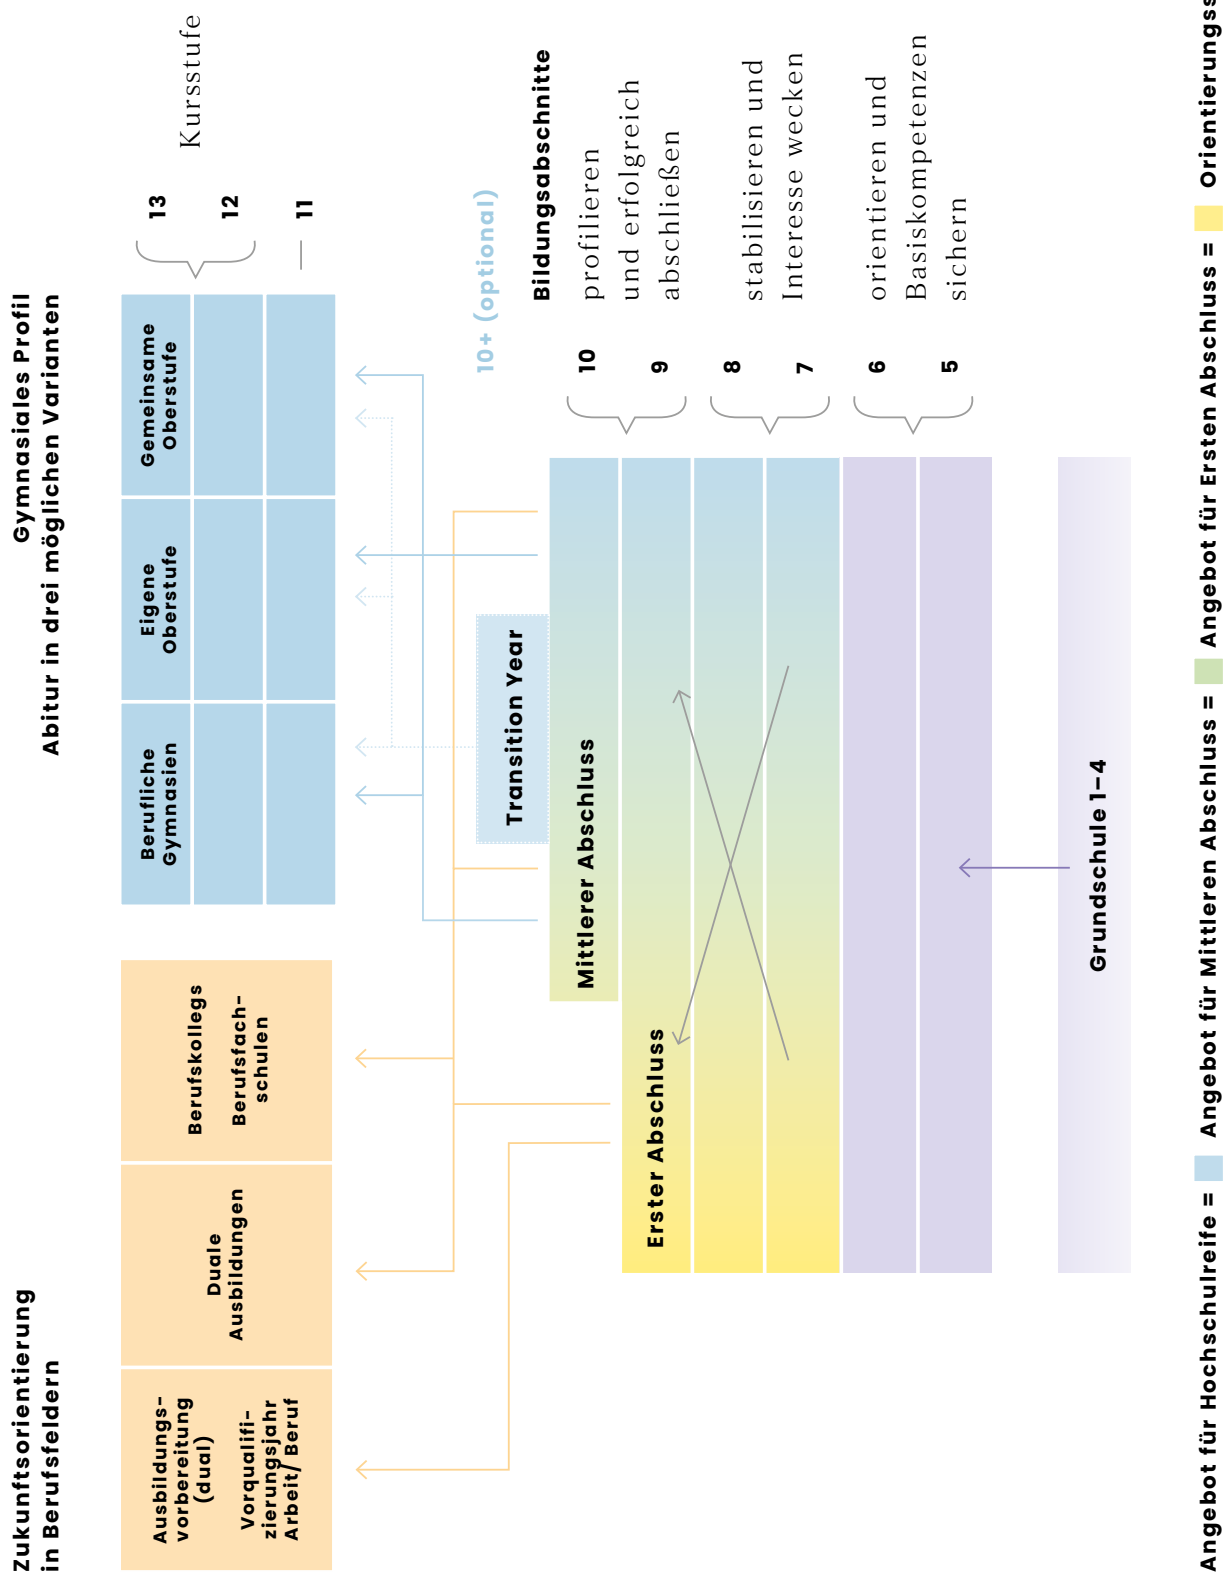 Zukunftsorientierung
in Berufsfeldern
Gymnasiales Profil
Abitur in drei möglichen Varianten
Ausbildungs-
vorbereitung
(dual)
Vorqualifi-
zierungsjahr
Arbeit/ Beruf
Duale
Ausbildungen
Berufskollegs
Berufsfach-
schulen
Berufliche
Gymnasien
Eigene
Oberstufe
Gemeinsame
Oberstufe
13
12
11
Kursstufe
Transition Year
10+ (optional)
Bildungsabschnitte
Mittlerer Abschluss
10
9
profilieren
und erfolgreich
abschließen
Erster Abschluss
8
7
stabilisieren und
Interesse wecken
6
5
orientieren und
Basiskompetenzen
sichern
Grundschule 1–4
Angebot für Hochschulreife =
Angebot für Mittleren Abschluss =
Angebot für Ersten Abschluss =
Orientierungss